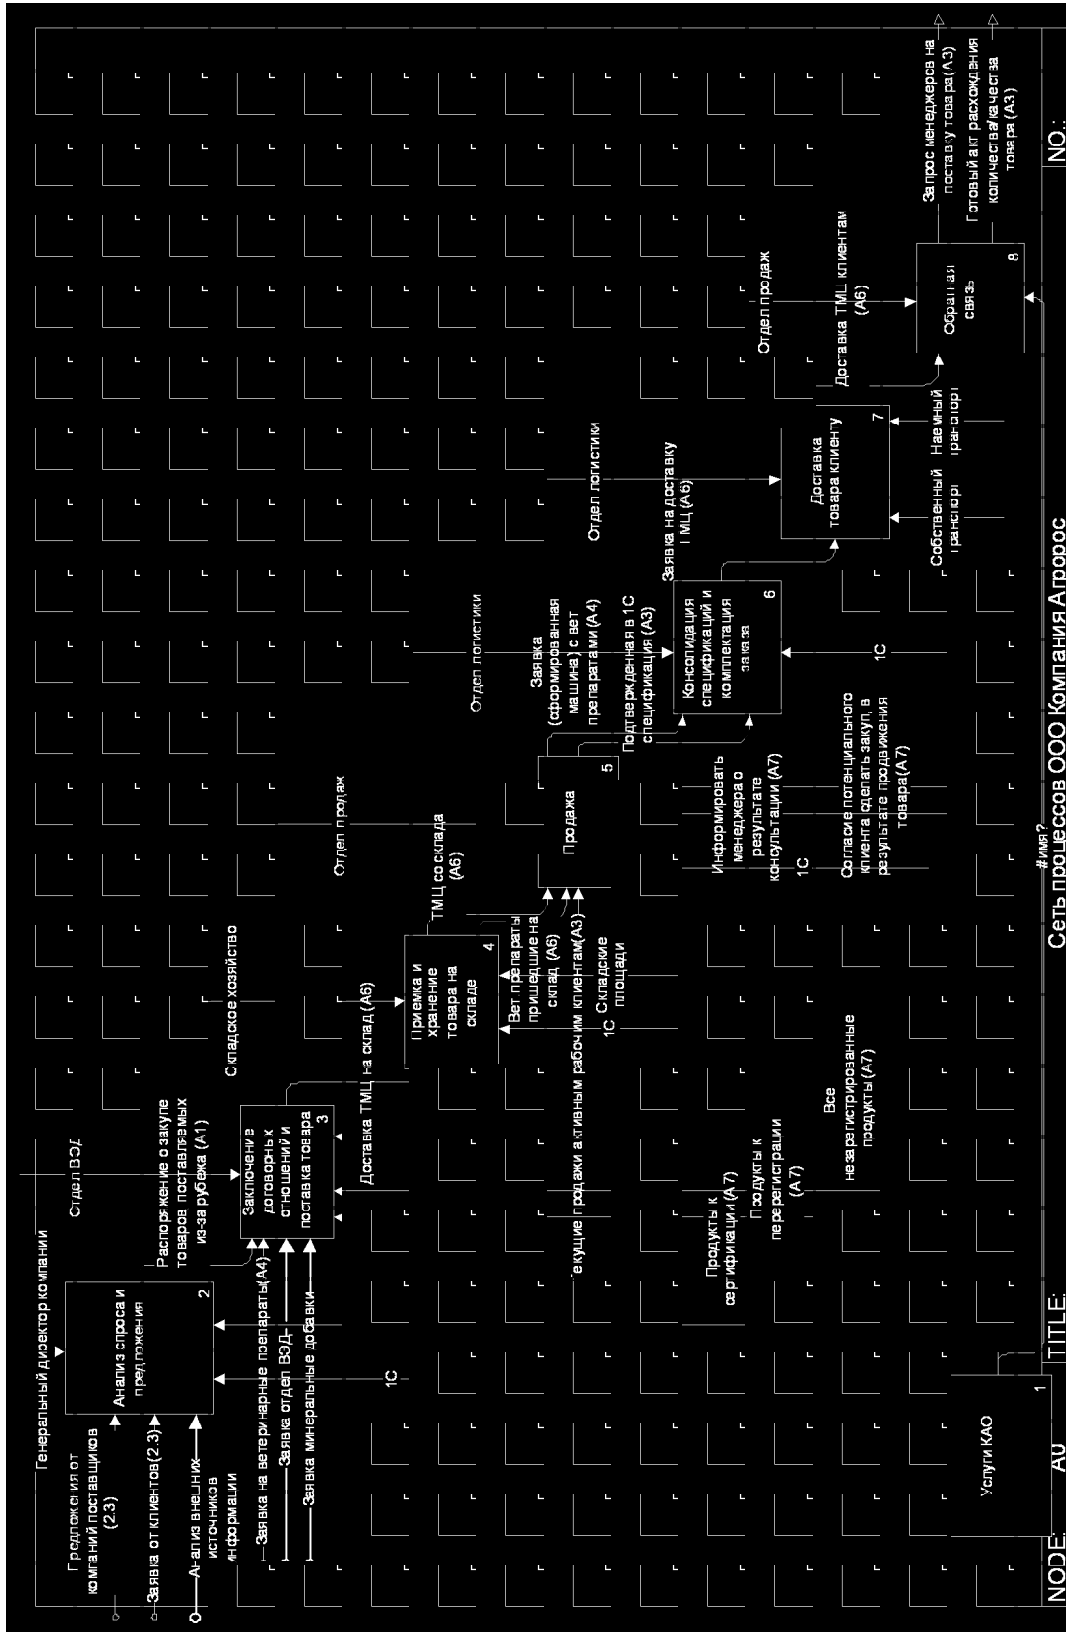 Генеральный директор компании
Отдел ВЭД
Складское хозяйство
Отдел продаж
Отдел логистики
Отдел логистики
Отдел продаж
Предложения от
компаний поставщиков
(2.3)
Заявка от клиентов(2.3)
Анализ внешних
источников
информации
Анализ спроса и
предложения
2
1С
Распоряжение о закупе
товаров поставляемых
из-за рубежа (А1)
Заявка на ветеринарные препараты(А4)
Заявка отдел ВЭД
Заявка минеральные добавки
Заключение
договорных
отношений и
поставка товара
3
Доставка ТМЦ на склад(А6)
Приемка и
хранение
товара на
складе
4
1С
Складские
площади
ТМЦ со склада
(А6)
Вет.препараты
пришедшие на
склад (А6)
Текущие продажи активным рабочим клиентам(А3)
Продажа
5
Заявка
(сформированная
машина) с вет
препаратами(А4)
Подтвержденная в 1С
спецификация(А3)
Консолидация
спецификаций и
комплектация
заказа
6
1С
Заявка на доставку
ТМЦ(А6)
Доставка
товара клиенту
7
Собственный
транспорт
Наемный
транспорт
Доставка ТМЦ клиентам
(А6)
Обратная
связь
8
Запрос менеджеров на
поставку товара(А3)
Готовый акт расхождения
количества/качества
товара(А3)
Продукты к
сертификации(А7)
Продукты к
перерегистрации
(А7)
Все
незарегистрированные
продукты(А7)
Информировать
менеджера о
результате
консультации(А7)
1С
Согласие потенциального
клиента сделать закуп, в
результате продвижения
товара(А7)
Услуги КАО
1
#имя?
NODE:
A0
TITLE:
Сеть процессов ООО Компания Агророс
NO.: